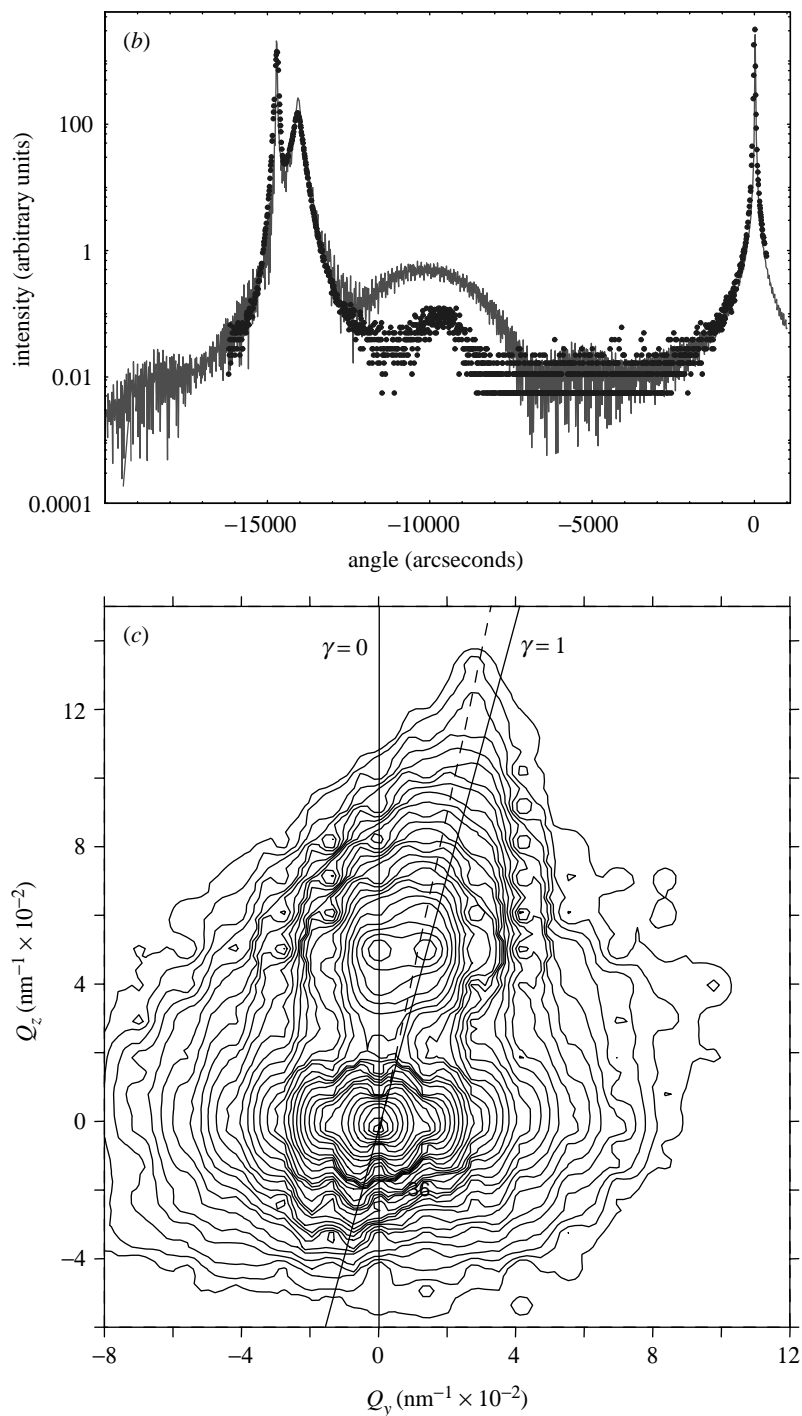 (b)
100
1
0.01
0.0001
intensity (arbitrary units)
−15000 −10000 −5000 0
angle (arcseconds)
(c)
γ = 0
γ = 1
12
8
4
0
−4
Q_z (nm⁻¹ × 10⁻²)
36
−8 −4 0 4 8 12
Q_y (nm⁻¹ × 10⁻²)